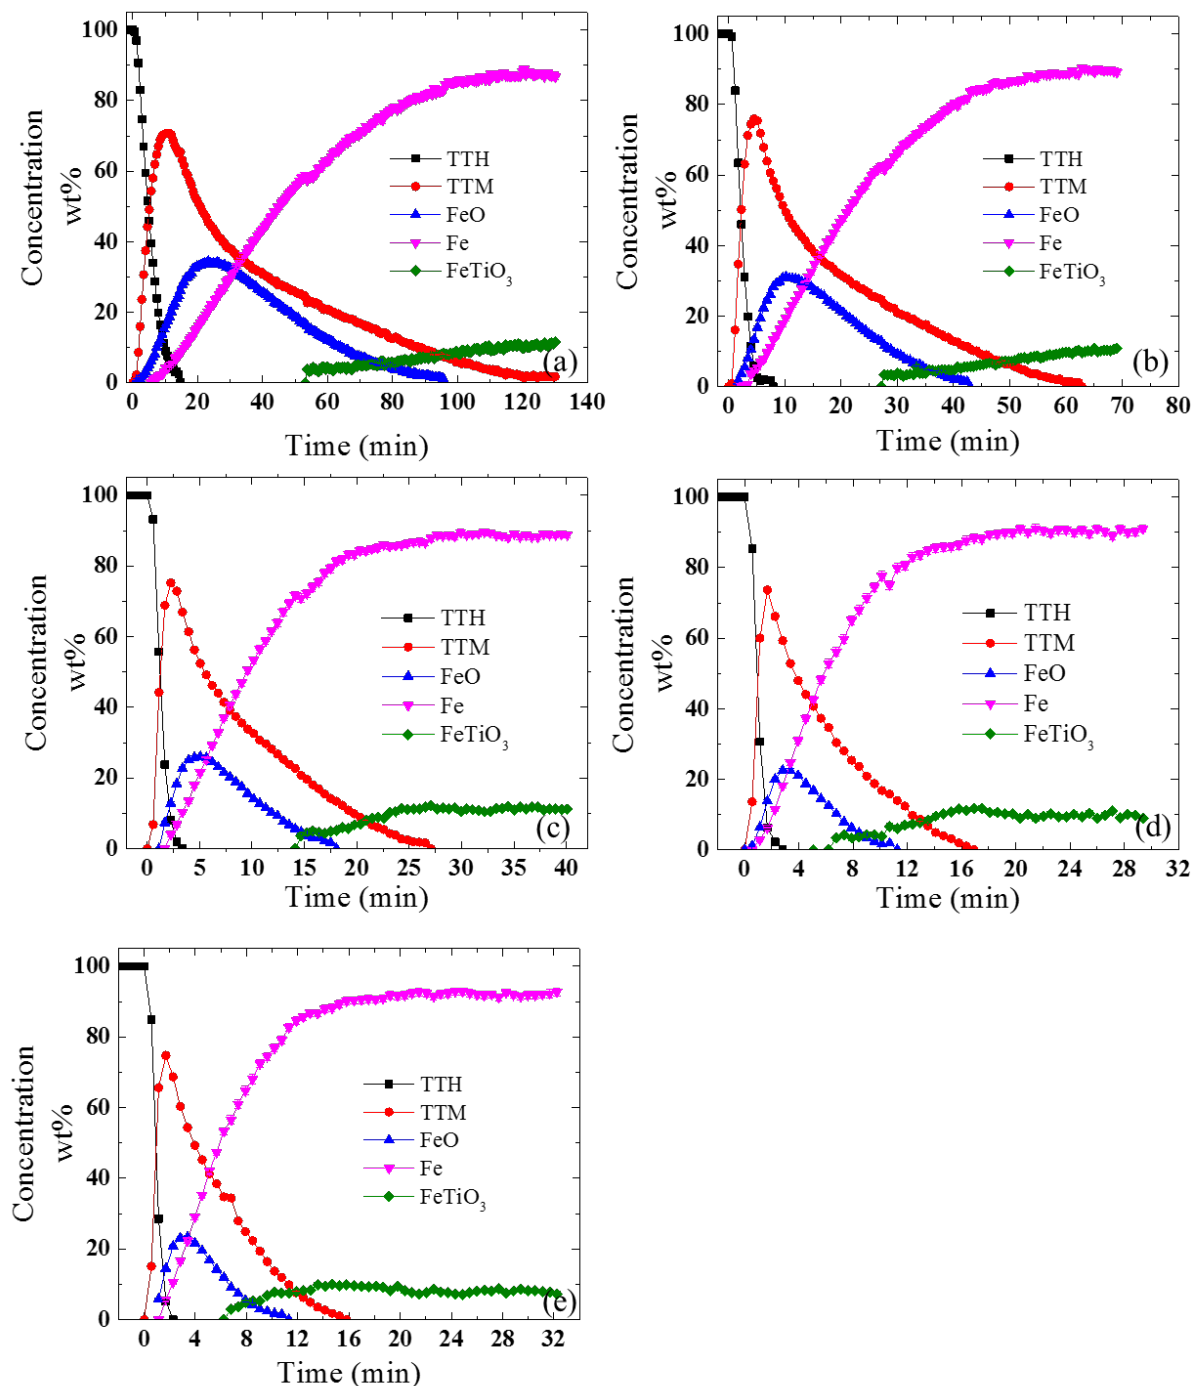 100
80
60
40
20
0
Concentration
wt%
TTH
TTM
FeO
Fe
FeTiO3
(a)
0 20 40 60 80 100 120 140
Time (min)
100
80
60
40
20
0
Concentration
wt%
TTH
TTM
FeO
Fe
FeTiO3
(b)
0 10 20 30 40 50 60 70 80
Time (min)
100
80
60
40
20
0
Concentration
wt%
TTH
TTM
FeO
Fe
FeTiO3
(c)
0 5 10 15 20 25 30 35 40
Time (min)
100
80
60
40
20
0
Concentration
wt%
TTH
TTM
FeO
Fe
FeTiO3
(d)
0 4 8 12 16 20 24 28 32
Time (min)
100
80
60
40
20
0
Concentration
wt%
TTH
TTM
FeO
Fe
FeTiO3
(e)
0 4 8 12 16 20 24 28 32
Time (min)